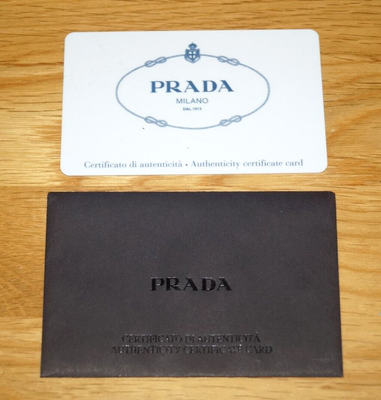 PRADA
MILANO
DAL 1913
Certificato di autenticità • Authenticity certificate card
PRADA
CERTIFICATO DI AUTENTICITÀ
AUTHENTICITY CERTIFICATE CARD